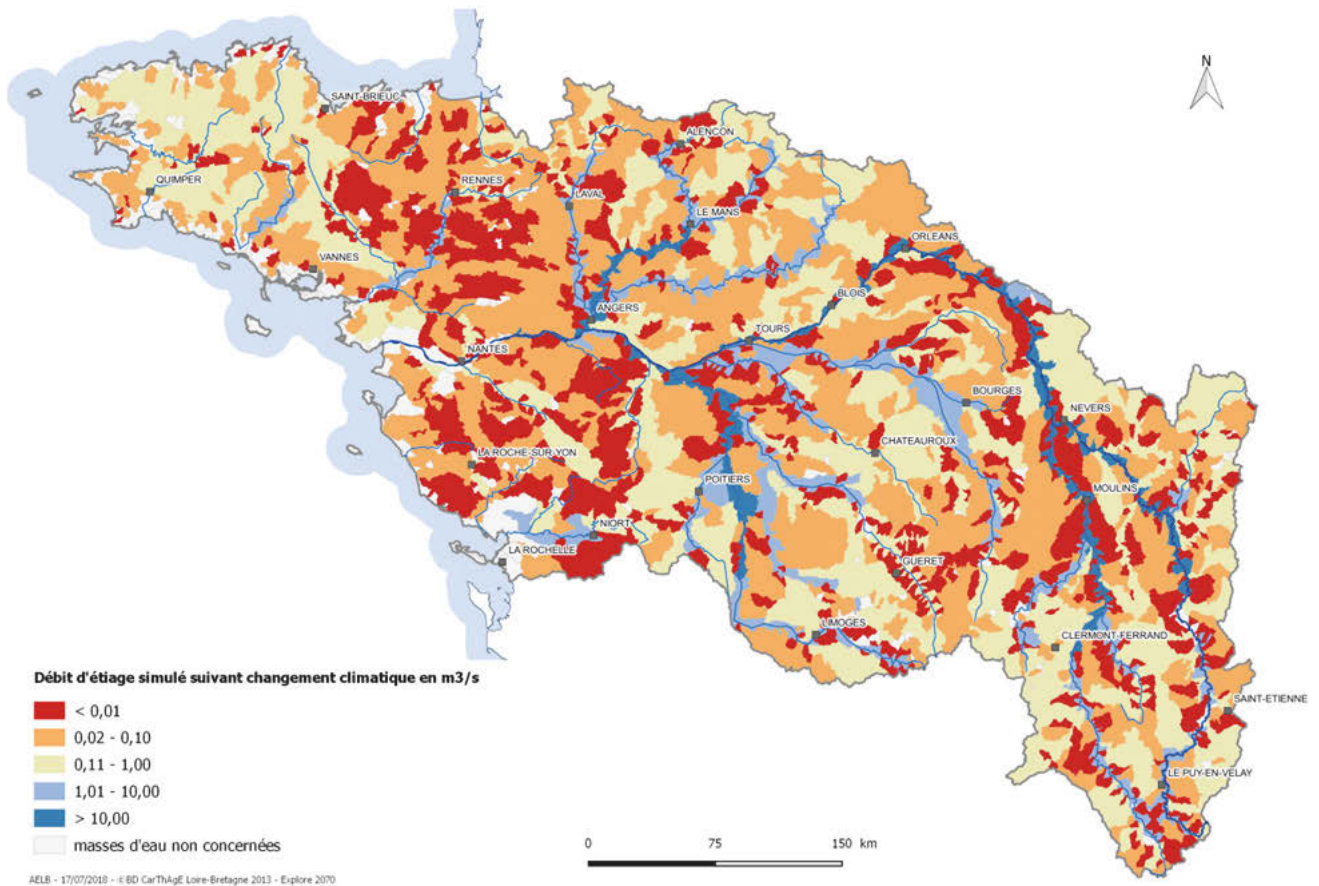 N
SAINT-BRIEUC
ALENCON
QUIMPER
RENNES
LAVAL
LE MANS
ORLEANS
VANNES
BLOIS
ANGERS
TOURS
NANTES
BOURGES
NEVERS
CHATEAUROUX
LA ROCHE-SUR-YON
POITIERS
MOULINS
NIORT
LA ROCHELLE
GUERET
LIMOGES
CLERMONT-FERRAND
SAINT-ETIENNE
LE PUY-EN-VELAY
Débit d'étiage simulé suivant changement climatique en m3/s
< 0,01
0,02 - 0,10
0,11 - 1,00
1,01 - 10,00
> 10,00
masses d'eau non concernées
0 75 150 km
AELB - 17/07/2018 - © BD CarThAgE Loire-Bretagne 2013 - Explore 2070